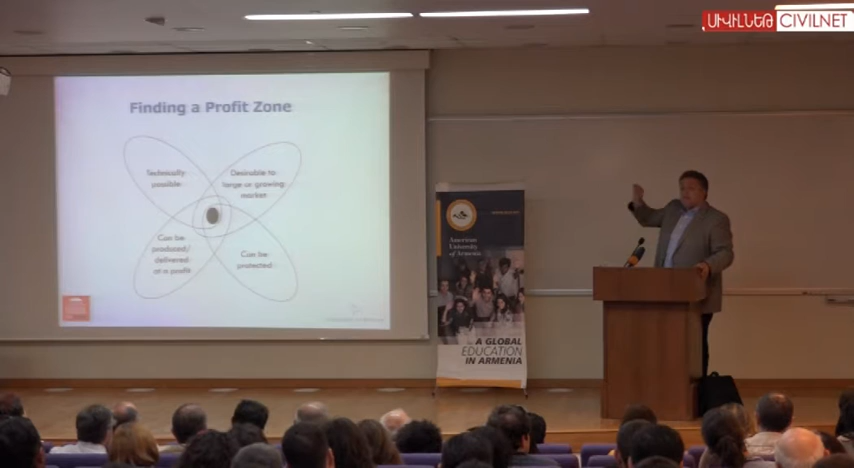 ՍԻՎԻԼՆԵԹ CIVILNET
Finding a Profit Zone
Technically
possible
Desirable to
large or growing
market
Can be
produced/
delivered
at a profit
Can be
protected
American
University
of Armenia
A GLOBAL
EDUCATION
IN ARMENIA